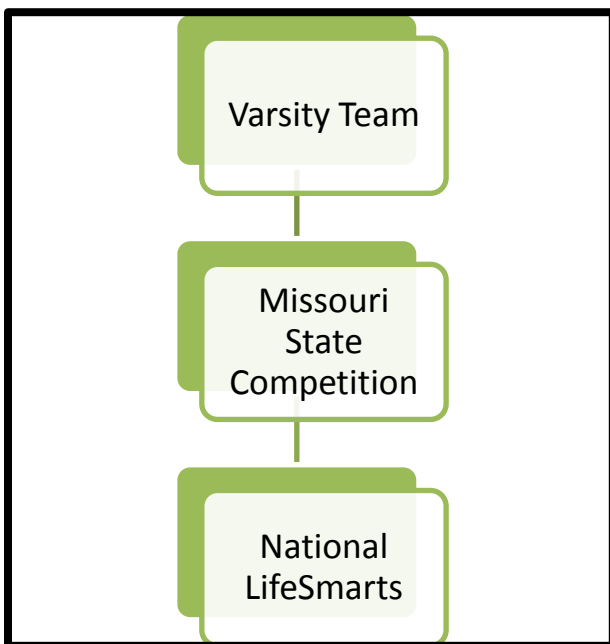 Varsity Team
Missouri
State
Competition
National
LifeSmarts